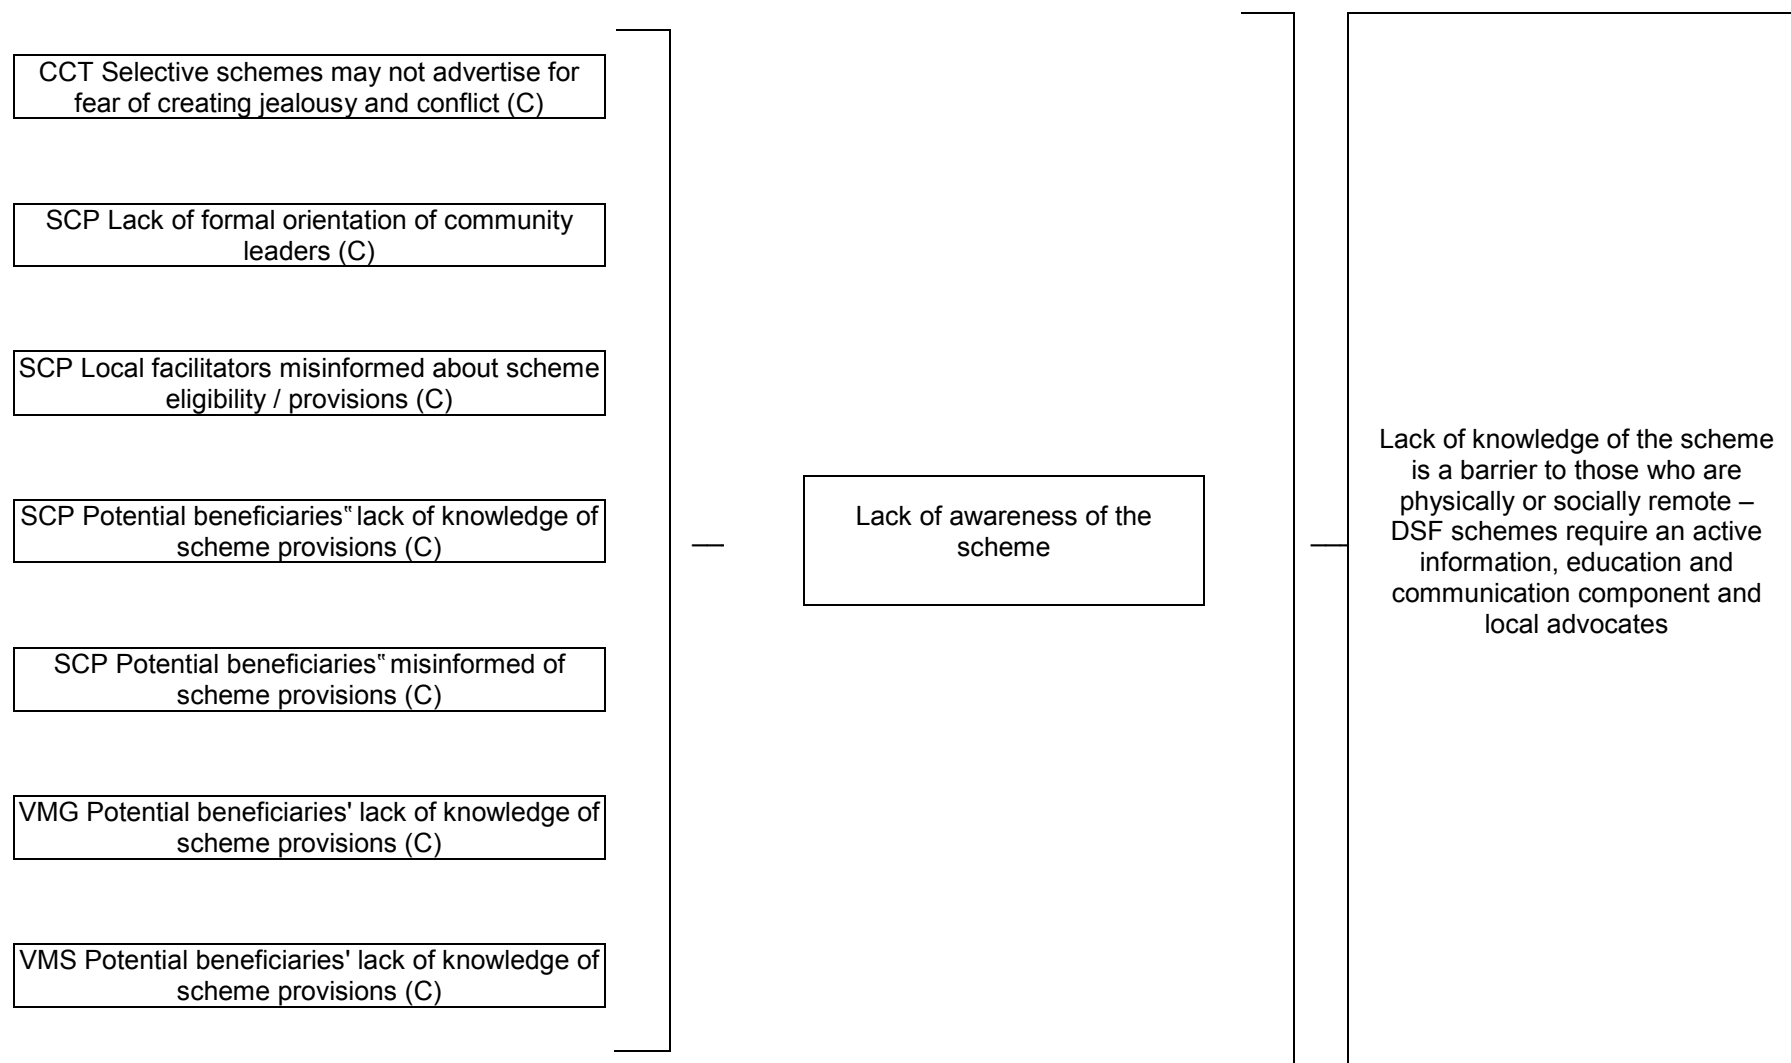 CCT Selective schemes may not advertise for
fear of creating jealousy and conflict (C)
SCP Lack of formal orientation of community
leaders (C)
SCP Local facilitators misinformed about scheme
eligibility / provisions (C)
SCP Potential beneficiaries‟ lack of knowledge of
scheme provisions (C)
SCP Potential beneficiaries‟ misinformed of
scheme provisions (C)
VMG Potential beneficiaries' lack of knowledge of
scheme provisions (C)
VMS Potential beneficiaries' lack of knowledge of
scheme provisions (C)
Lack of awareness of the
scheme
Lack of knowledge of the scheme
is a barrier to those who are
physically or socially remote –
DSF schemes require an active
information, education and
communication component and
local advocates